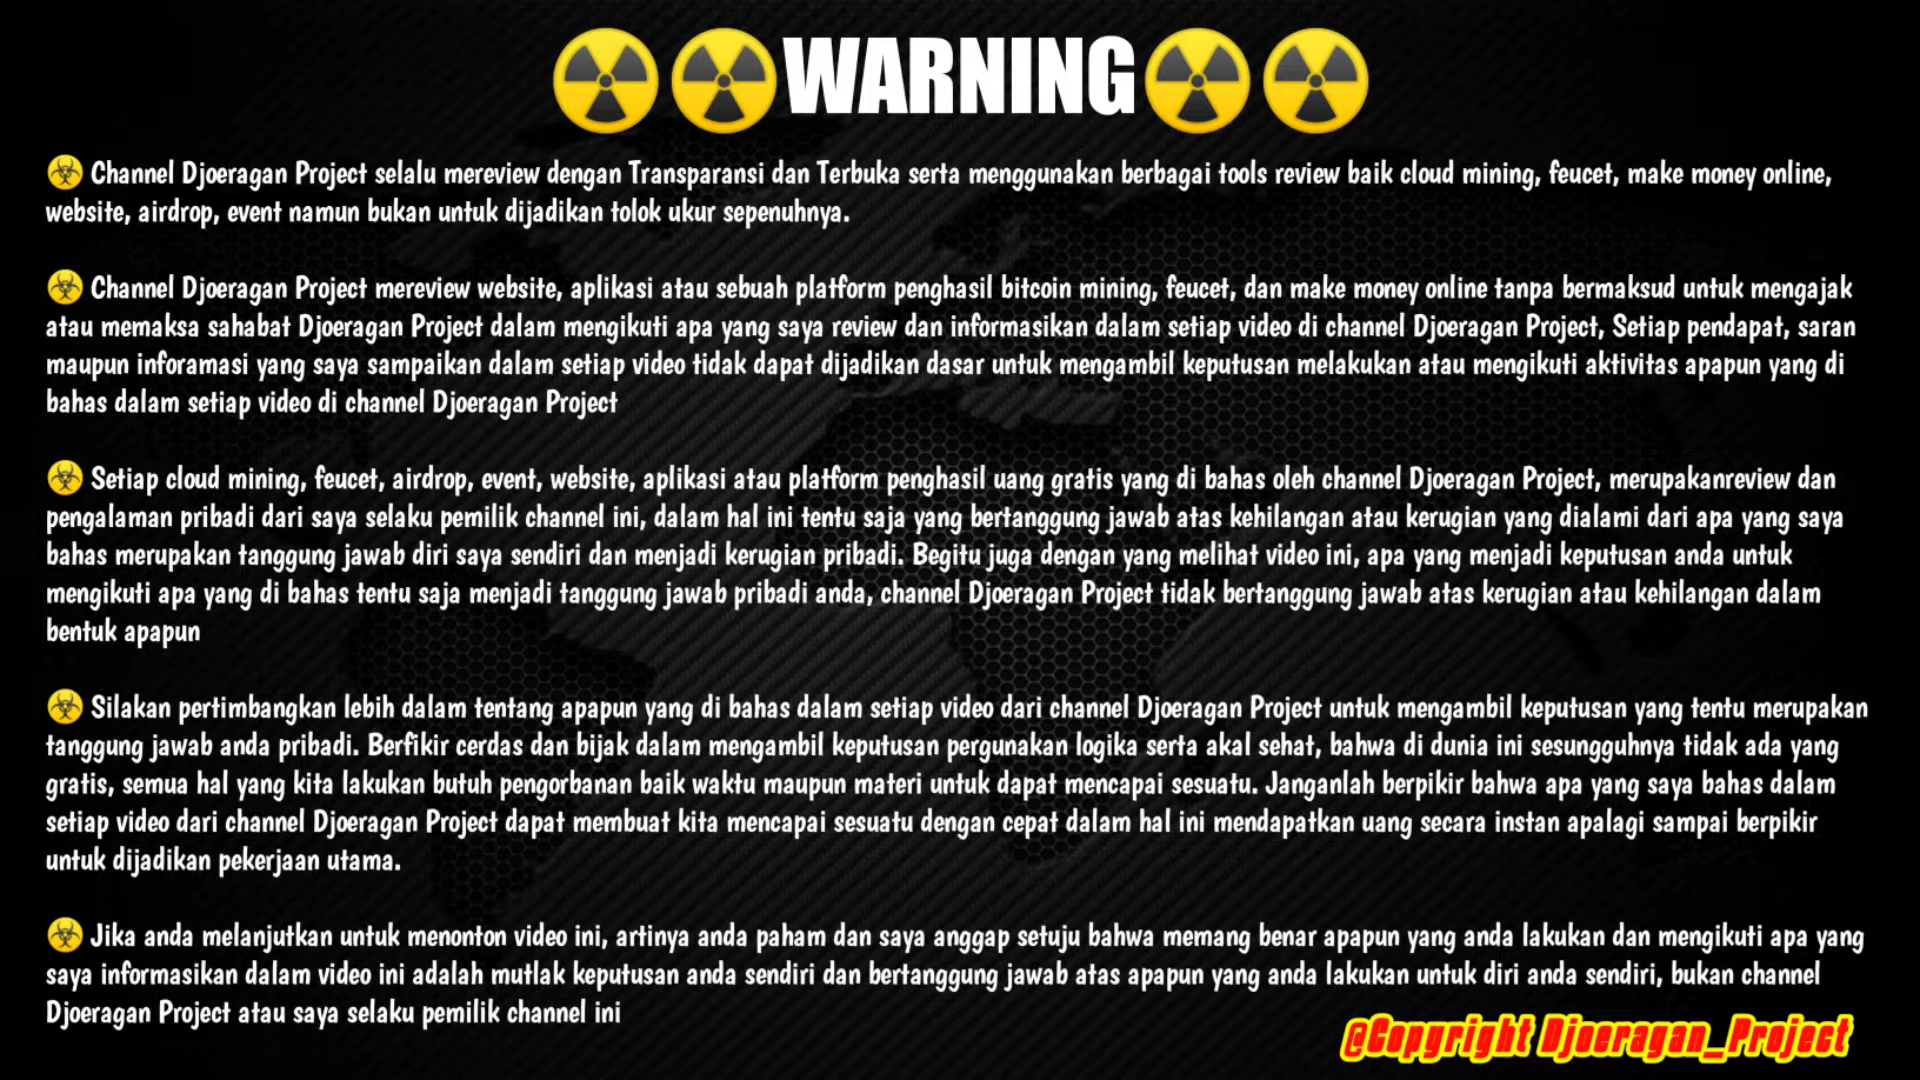 ☢☢WARNING☢☢
☣ Channel Djoeragan Project selalu mereview dengan Transparansi dan Terbuka serta menggunakan berbagai tools review baik cloud mining, feucet, make money online,
website, airdrop, event namun bukan untuk dijadikan tolok ukur sepenuhnya.
☣ Channel Djoeragan Project mereview website, aplikasi atau sebuah platform penghasil bitcoin mining, feucet, dan make money online tanpa bermaksud untuk mengajak
atau memaksa sahabat Djoeragan Project dalam mengikuti apa yang saya review dan informasikan dalam setiap video di channel Djoeragan Project, Setiap pendapat, saran
maupun inforamasi yang saya sampaikan dalam setiap video tidak dapat dijadikan dasar untuk mengambil keputusan melakukan atau mengikuti aktivitas apapun yang di
bahas dalam setiap video di channel Djoeragan Project
☣ Setiap cloud mining, feucet, airdrop, event, website, aplikasi atau platform penghasil uang gratis yang di bahas oleh channel Djoeragan Project, merupakanreview dan
pengalaman pribadi dari saya selaku pemilik channel ini, dalam hal ini tentu saja yang bertanggung jawab atas kehilangan atau kerugian yang dialami dari apa yang saya
bahas merupakan tanggung jawab diri saya sendiri dan menjadi kerugian pribadi. Begitu juga dengan yang melihat video ini, apa yang menjadi keputusan anda untuk
mengikuti apa yang di bahas tentu saja menjadi tanggung jawab pribadi anda, channel Djoeragan Project tidak bertanggung jawab atas kerugian atau kehilangan dalam
bentuk apapun
☣ Silakan pertimbangkan lebih dalam tentang apapun yang di bahas dalam setiap video dari channel Djoeragan Project untuk mengambil keputusan yang tentu merupakan
tanggung jawab anda pribadi. Berfikir cerdas dan bijak dalam mengambil keputusan pergunakan logika serta akal sehat, bahwa di dunia ini sesungguhnya tidak ada yang
gratis, semua hal yang kita lakukan butuh pengorbanan baik waktu maupun materi untuk dapat mencapai sesuatu. Janganlah berpikir bahwa apa yang saya bahas dalam
setiap video dari channel Djoeragan Project dapat membuat kita mencapai sesuatu dengan cepat dalam hal ini mendapatkan uang secara instan apalagi sampai berpikir
untuk dijadikan pekerjaan utama.
☣ Jika anda melanjutkan untuk menonton video ini, artinya anda paham dan saya anggap setuju bahwa memang benar apapun yang anda lakukan dan mengikuti apa yang
saya informasikan dalam video ini adalah mutlak keputusan anda sendiri dan bertanggung jawab atas apapun yang anda lakukan untuk diri anda sendiri, bukan channel
Djoeragan Project atau saya selaku pemilik channel ini
@Copyright Djoeragan_Project